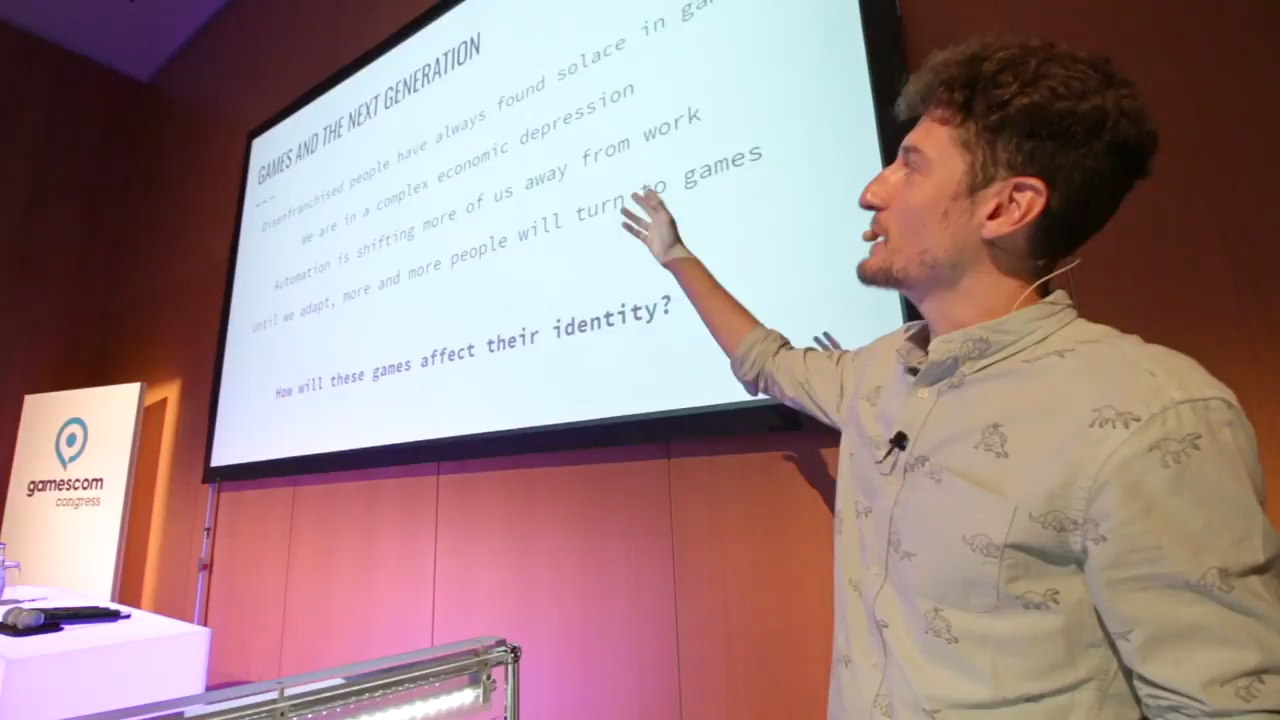 GAMES AND THE NEXT GENERATION
---
Disenfranchised people have always found solace in
We are in a complex economic depression
Automation is shifting more of us away from work
Until we adapt, more and more people will turn to games
How will these games affect their identity?
gamescom
congress